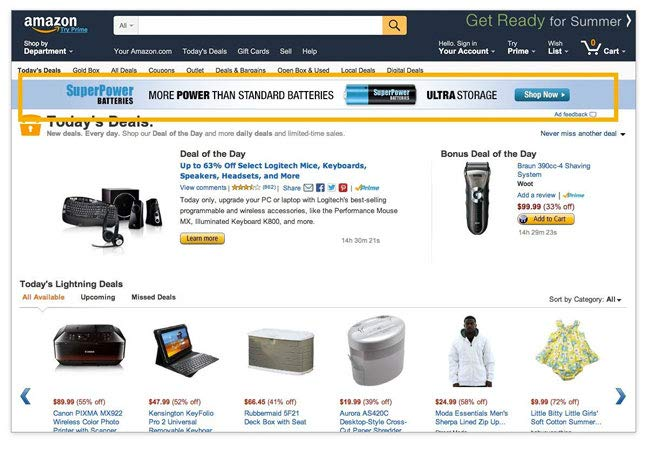 amazon
Try Prime
All
Get Ready for Summer
Shop by
Department
Your Amazon.com Today's Deals Gift Cards Sell Help
Hello. Sign in
Your Account
Try
Prime
Wish
List
0
Cart
Today's Deals Gold Box All Deals Coupons Outlet Deals & Bargains Open Box & Used Local Deals Digital Deals
SuperPower
BATTERIES
MORE POWER THAN STANDARD BATTERIES
SuperPower
BATTERIES
ULTRA STORAGE
Shop Now
Ad feedback
Today's Deals.
New deals. Every day. Shop our Deal of the Day and more daily deals and limited-time sales.
Never miss another deal
Deal of the Day
Up to 63% Off Select Logitech Mice, Keyboards,
Speakers, Headsets, and More
View comments | (862) | Share
Prime
Today only, upgrade your PC or laptop with Logitech's best-selling
programmable and wireless accessories, like the Performance Mouse
MX, Illuminated Keyboard K800, and more.
Learn more
14h 30m 21s
Bonus Deal of the Day
Braun 390cc-4 Shaving
System
Woot
Add a review | Prime
$99.99 (33% off)
Add to Cart
14h 29m 23s
Today's Lightning Deals
All Available Upcoming Missed Deals
Sort by Category: All
$89.99 (55% off)
Canon PIXMA MX922
Wireless Color Photo
Printer with Scanner
$47.99 (52% off)
Kensington KeyFolio
Pro 2 Universal
Removable Keyboar
$66.45 (41% off)
Rubbermaid 5F21
Deck Box with Seat
$19.99 (39% off)
Aurora AS420C
Desktop-Style Cross-
Cut Paper Shredder
$24.99 (58% off)
Moda Essentials Men's
Sherpa Lined Zip Up...
$9.99 (72% off)
Little Bitty Little Girls'
Soft Cotton Summer...